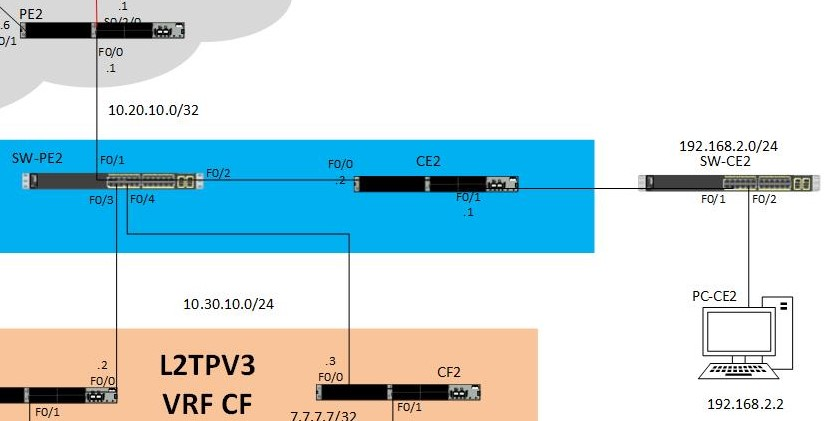 PE2
.1
S0/2/0
.6
0/1
F0/0
.1
10.20.10.0/32
SW-PE2
F0/1
F0/2
F0/3
F0/4
F0/0
.2
CE2
F0/1
.1
192.168.2.0/24
SW-CE2
F0/1
F0/2
PC-CE2
192.168.2.2
10.30.10.0/24
L2TPV3
VRF CF
.2
F0/0
F0/1
.3
F0/0
CF2
7.7.7.7/32
F0/1